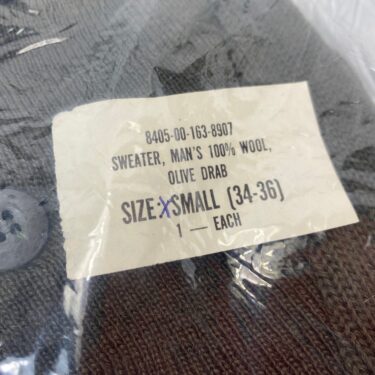 8405-00-163-8907
SWEATER, MAN'S 100% WOOL,
OLIVE DRAB
SIZE:XSMALL (34-36)
1 — EACH